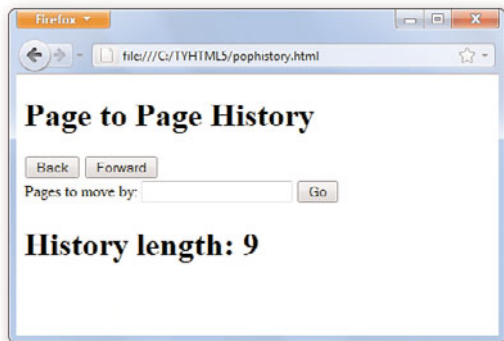 Firefox
file:///C:/TYHTML5/pophistory.html
Page to Page History
Back Forward
Pages to move by: Go
History length: 9